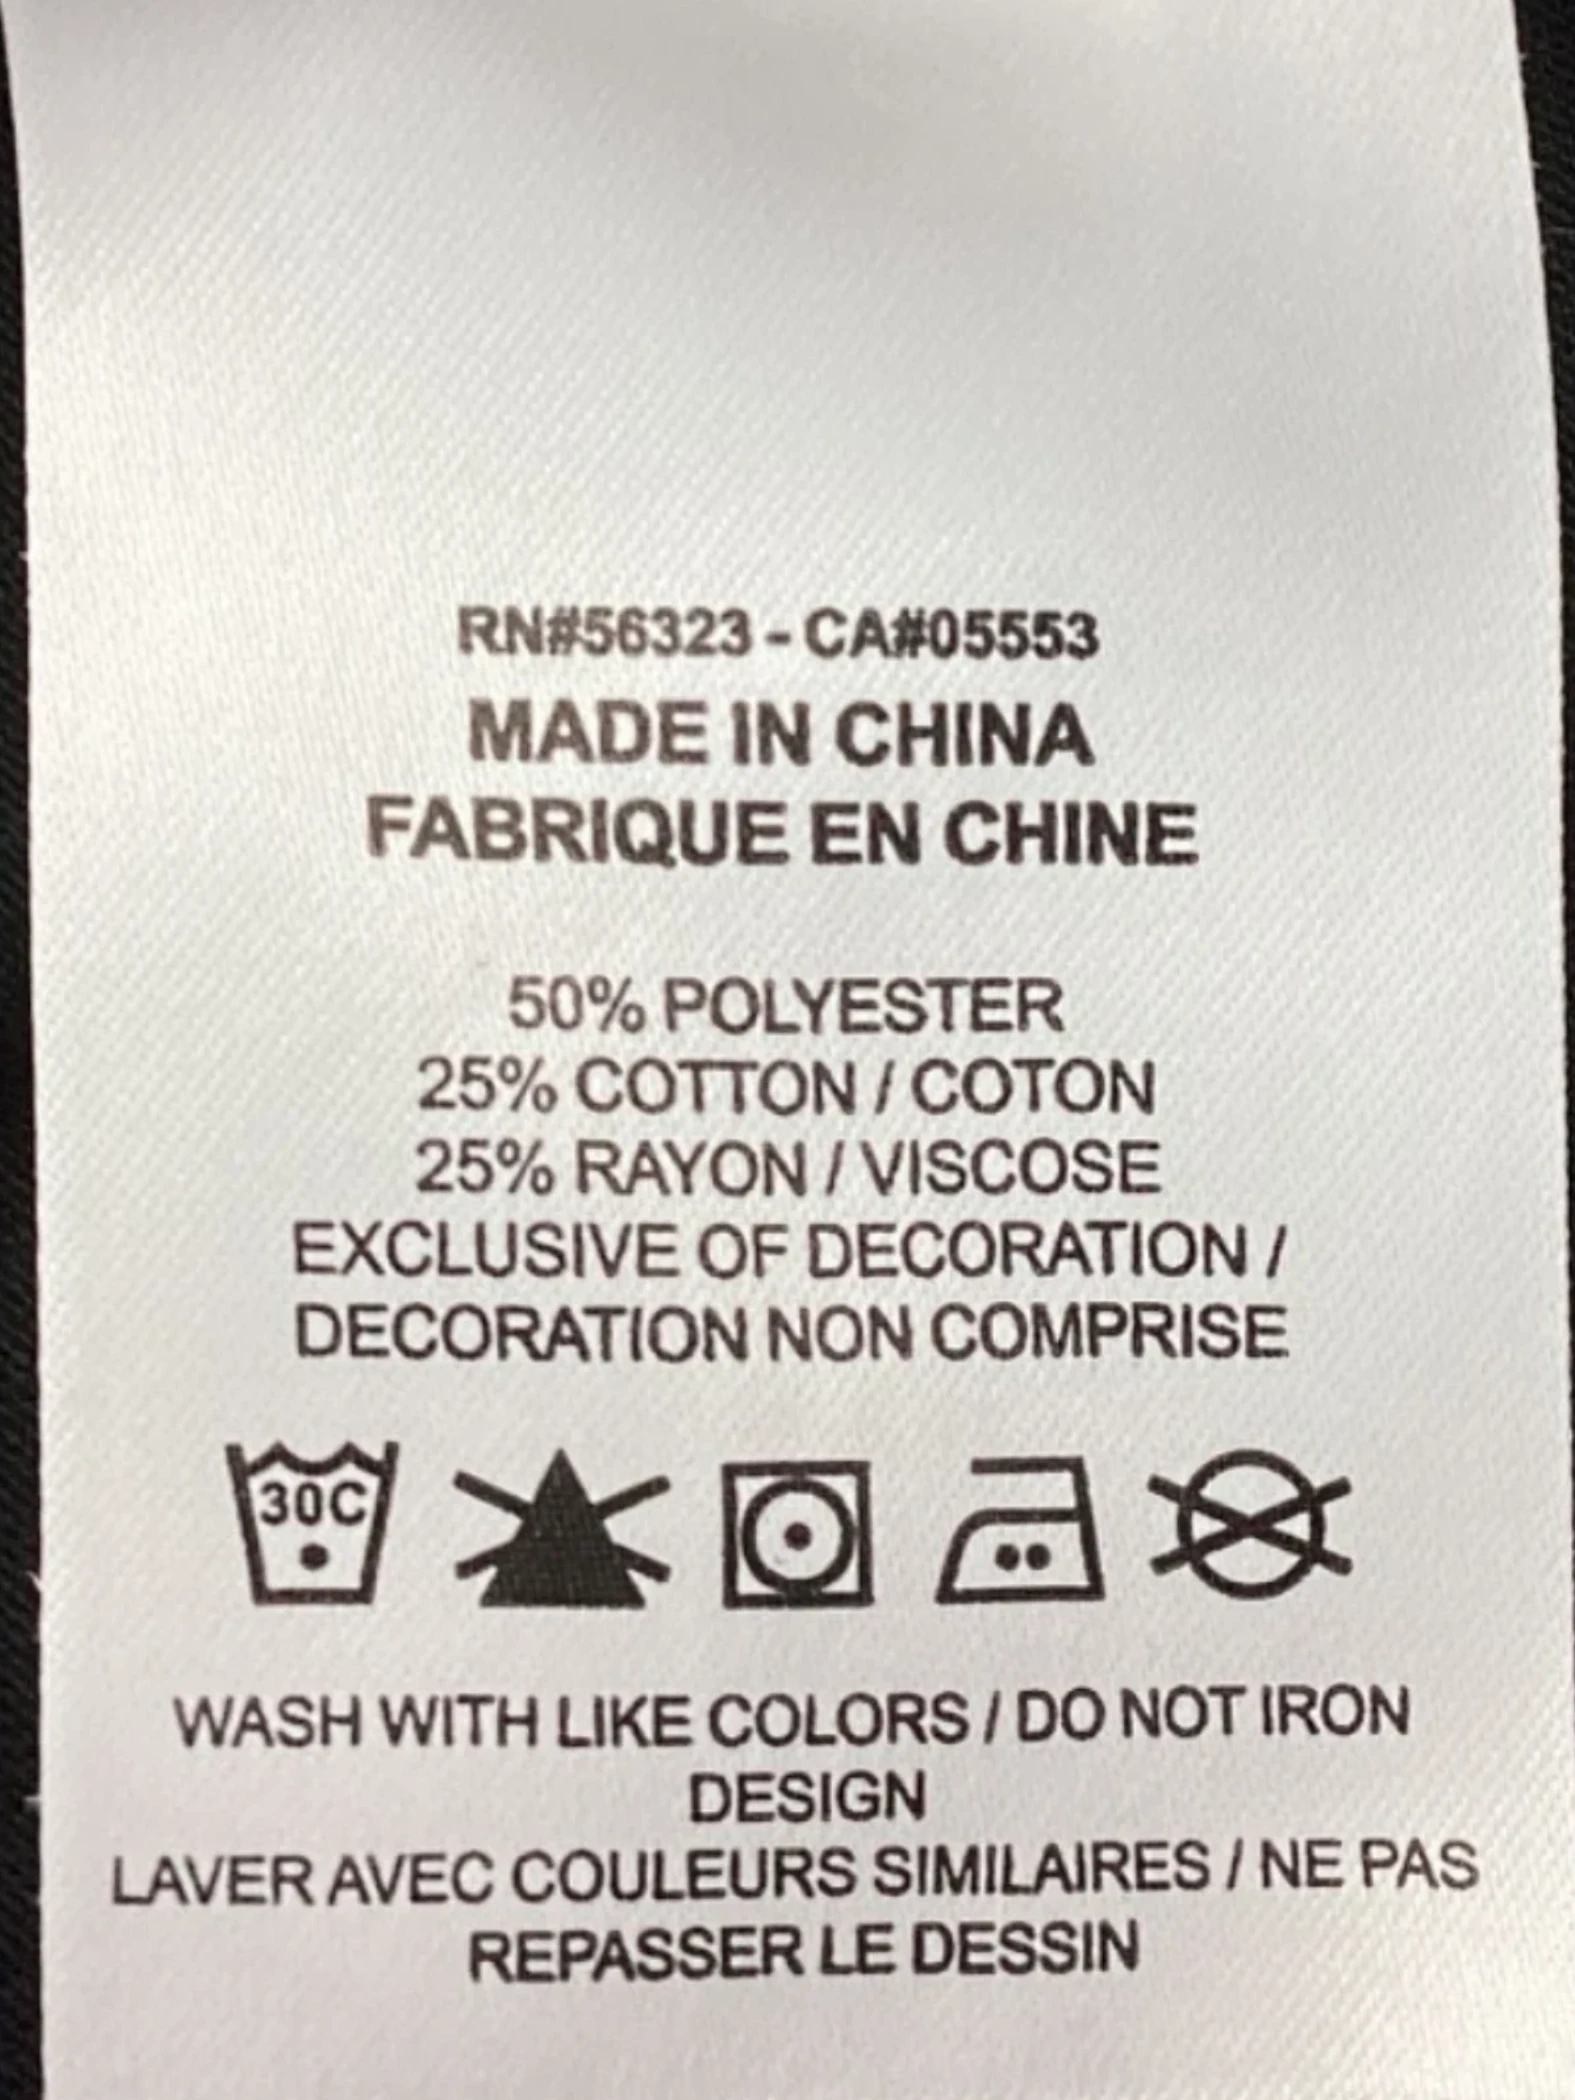 RN#56323 - CA#05553
MADE IN CHINA
FABRIQUE EN CHINE
50% POLYESTER
25% COTTON / COTON
25% RAYON / VISCOSE
EXCLUSIVE OF DECORATION /
DECORATION NON COMPRISE
30C
WASH WITH LIKE COLORS / DO NOT IRON
DESIGN
LAVER AVEC COULEURS SIMILAIRES / NE PAS
REPASSER LE DESSIN